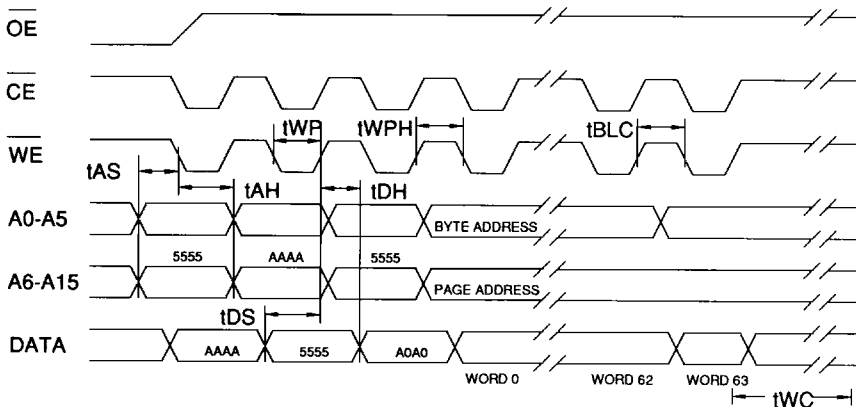 OE
CE
tWP tWPH tBLC
WE
tAS tAH tDH
A0-A5 BYTE ADDRESS
5555 AAAA 5555
A6-A15 PAGE ADDRESS
tDS
DATA AAAA 5555 A0A0
WORD 0 WORD 62 WORD 63
tWC